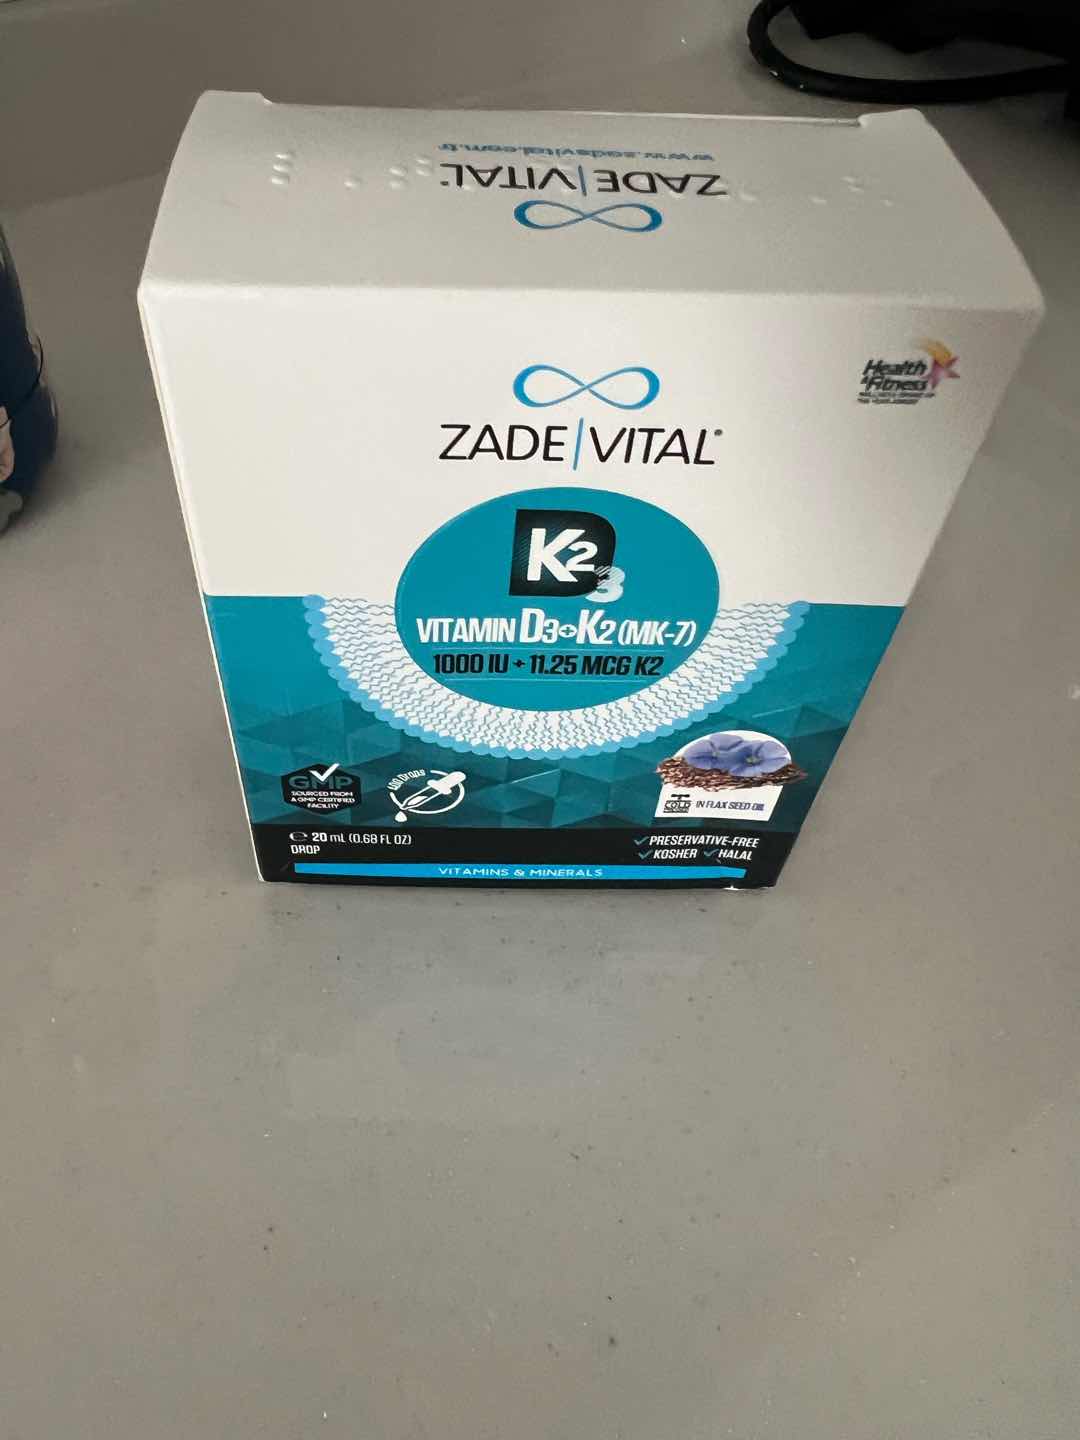 www.zadevital.com.tr
ZADE|VITAL®
Health
&Fitness
ZADE|VITAL®
K2
D3
VITAMIN D3+K2 (MK-7)
1000 IU + 11.25 MCG K2
GMP
SOURCED FROM
A GMP CERTIFIED
FACILITY
400 Drops
COLD
IN FLAX SEED OIL
℮ 20 mL (0.68 FL OZ)
DROP
PRESERVATIVE-FREE
KOSHER HALAL
VITAMINS & MINERALS